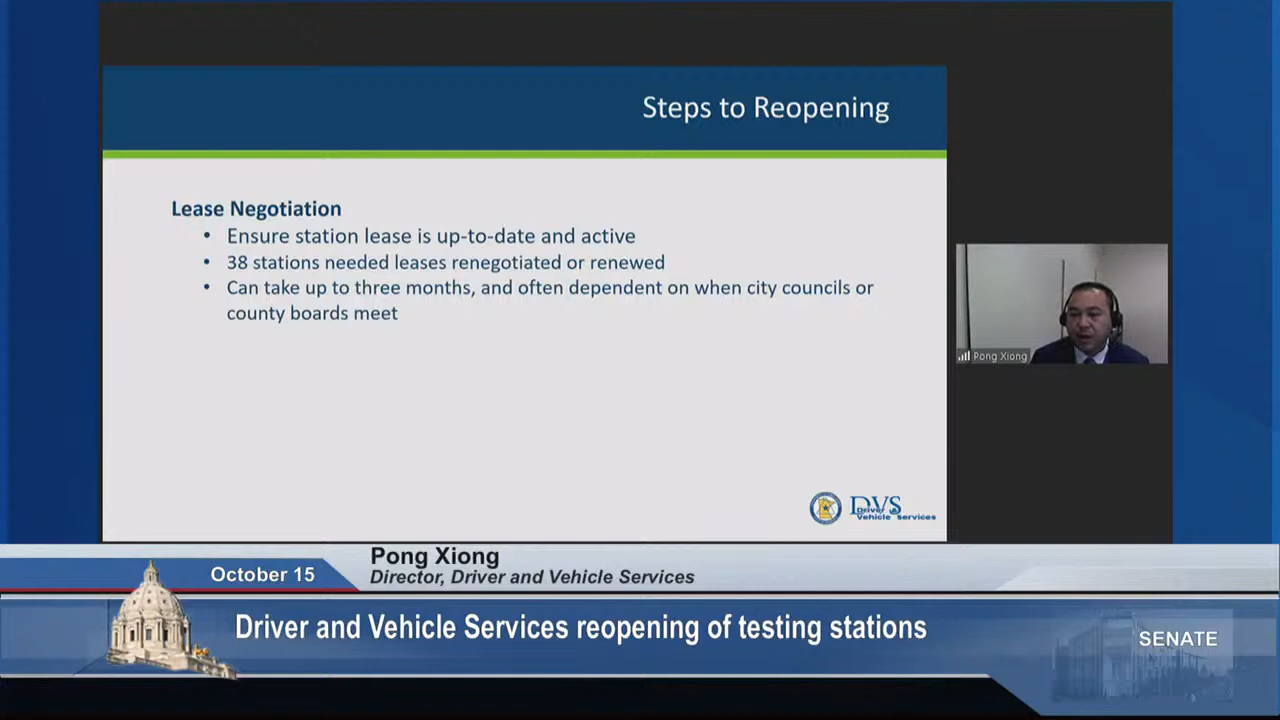 Steps to Reopening
Lease Negotiation
• Ensure station lease is up-to-date and active
• 38 stations needed leases renegotiated or renewed
• Can take up to three months, and often dependent on when city councils or
county boards meet
Pong Xiong
DVS
Driver
Vehicle Services
Pong Xiong
Director, Driver and Vehicle Services
October 15
Driver and Vehicle Services reopening of testing stations
SENATE